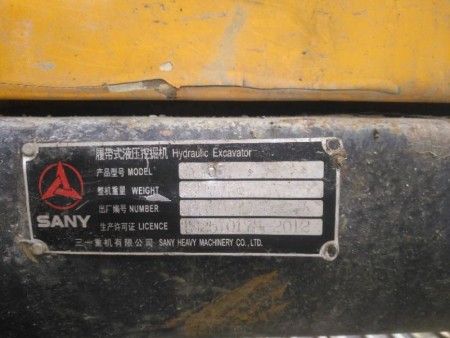 履带式液压挖掘机 Hydraulic Excavator
产品型号 MODEL
整机重量 WEIGHT
出厂编号 NUMBER
生产许可证 LICENCE
SANY
三一重机有限公司 SANY HEAVY MACHINERY CO., LTD.